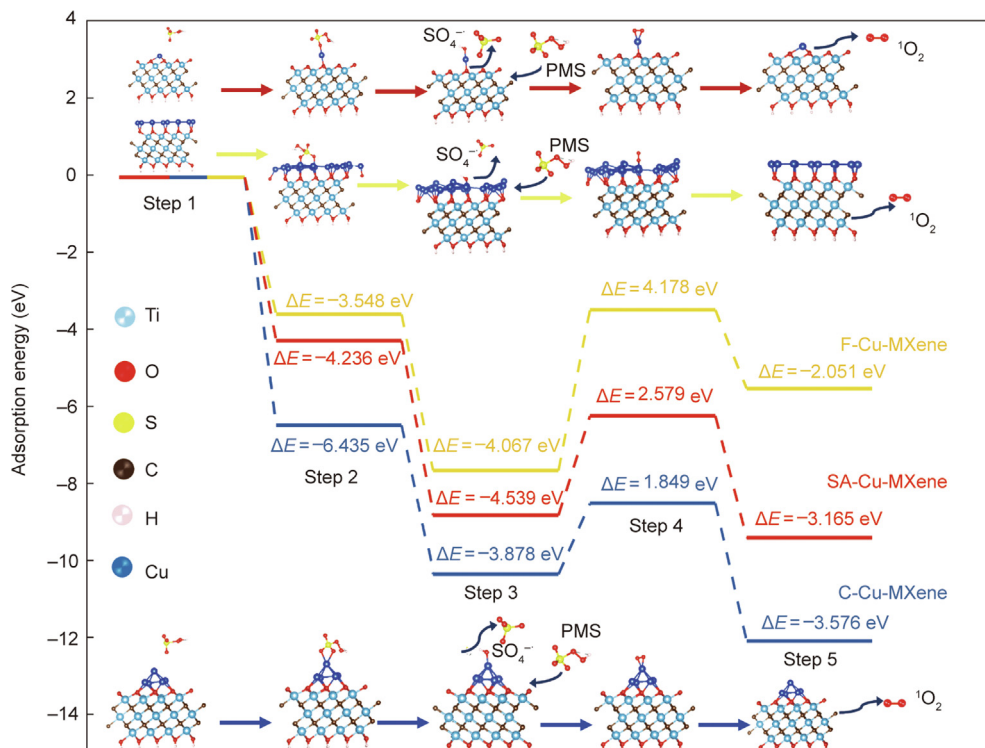 4
2
0
−2
−4
−6
−8
−10
−12
−14
Adsorption energy (eV)
SO₄⁻·
PMS
¹O₂
SO₄⁻·
PMS
¹O₂
Step 1
Ti
O
S
C
H
Cu
ΔE=−3.548 eV
ΔE=−4.236 eV
ΔE=−6.435 eV
Step 2
ΔE=−4.067 eV
ΔE=−4.539 eV
ΔE=−3.878 eV
Step 3
ΔE= 4.178 eV
ΔE= 2.579 eV
ΔE= 1.849 eV
Step 4
F-Cu-MXene
ΔE=−2.051 eV
SA-Cu-MXene
ΔE=−3.165 eV
C-Cu-MXene
ΔE=−3.576 eV
Step 5
SO₄⁻·
PMS
¹O₂